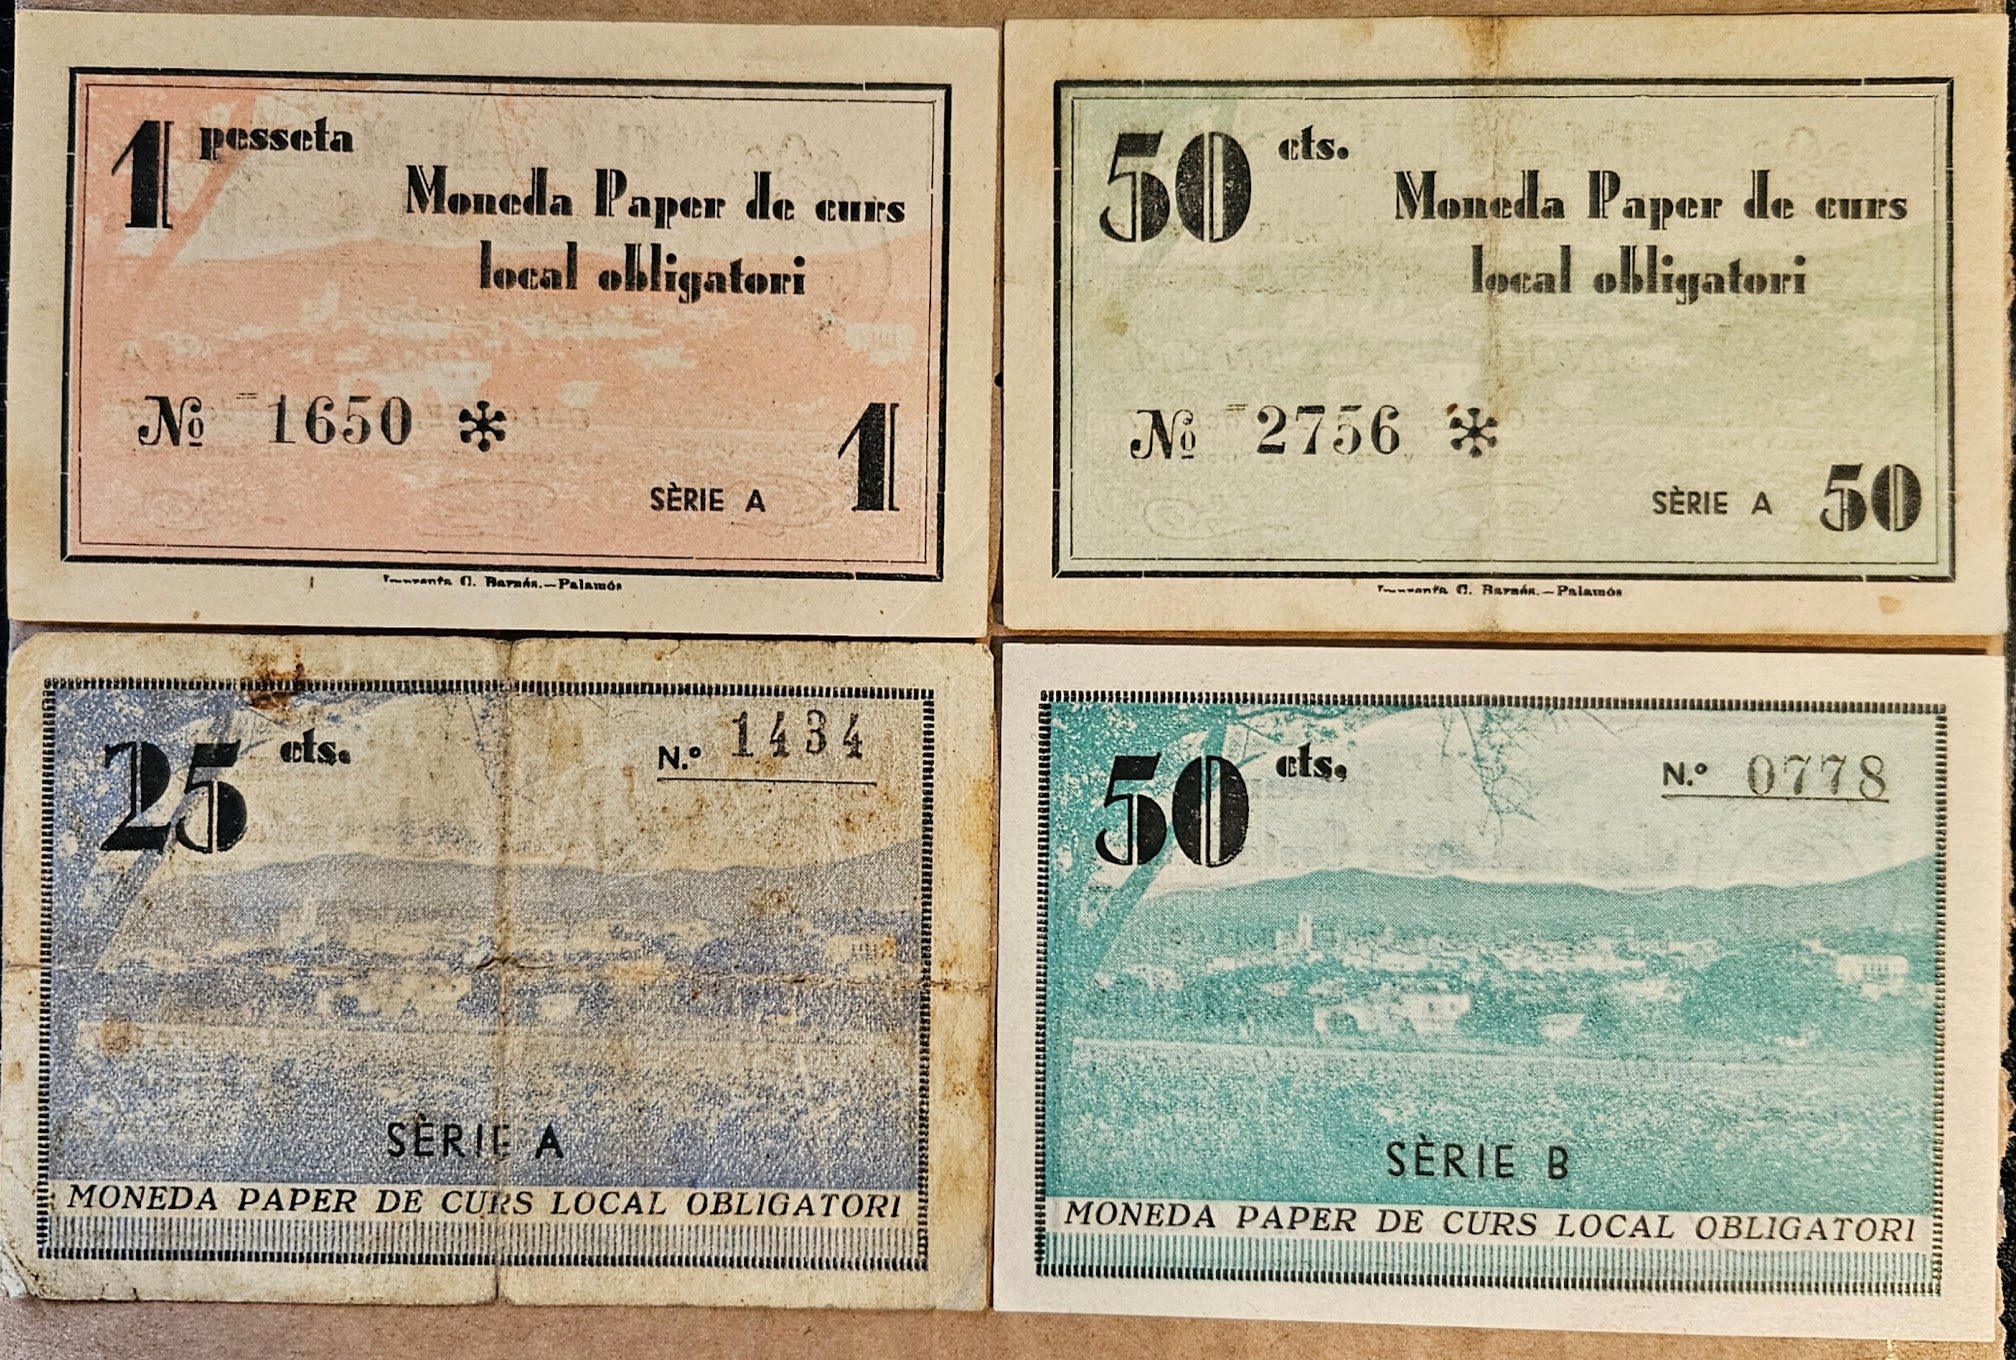 1 pesseta
Moneda Paper de curs
local obligatori
Nº 1650 *
SÈRIE A 1
Impremta C. Barnés.—Palamós
50 cts.
Moneda Paper de curs
local obligatori
Nº 2756 *
SÈRIE A 50
Impremta C. Barnés.—Palamós
25 cts.
N.º 1434
SÈRIE A
MONEDA PAPER DE CURS LOCAL OBLIGATORI
50 cts.
N.º 0778
SÈRIE B
MONEDA PAPER DE CURS LOCAL OBLIGATORI